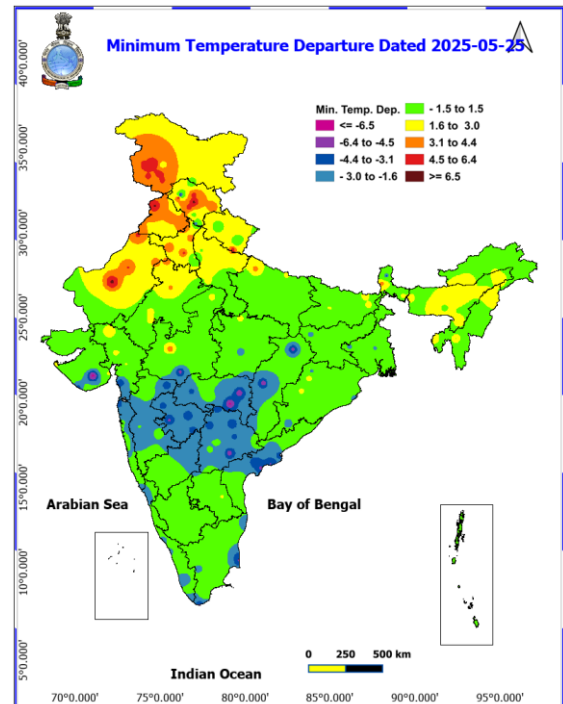 Minimum Temperature Departure Dated 2025-05-25
Min. Temp. Dep.
<= -6.5
-6.4 to -4.5
-4.4 to -3.1
- 3.0 to -1.6
- 1.5 to 1.5
1.6 to 3.0
3.1 to 4.4
4.5 to 6.4
>= 6.5
40°0.000'
35°0.000'
30°0.000'
25°0.000'
20°0.000'
15°0.000'
10°0.000'
5°0.000'
Arabian Sea
Bay of Bengal
Indian Ocean
0 250 500 km
70°0.000' 75°0.000' 80°0.000' 85°0.000' 90°0.000' 95°0.000'